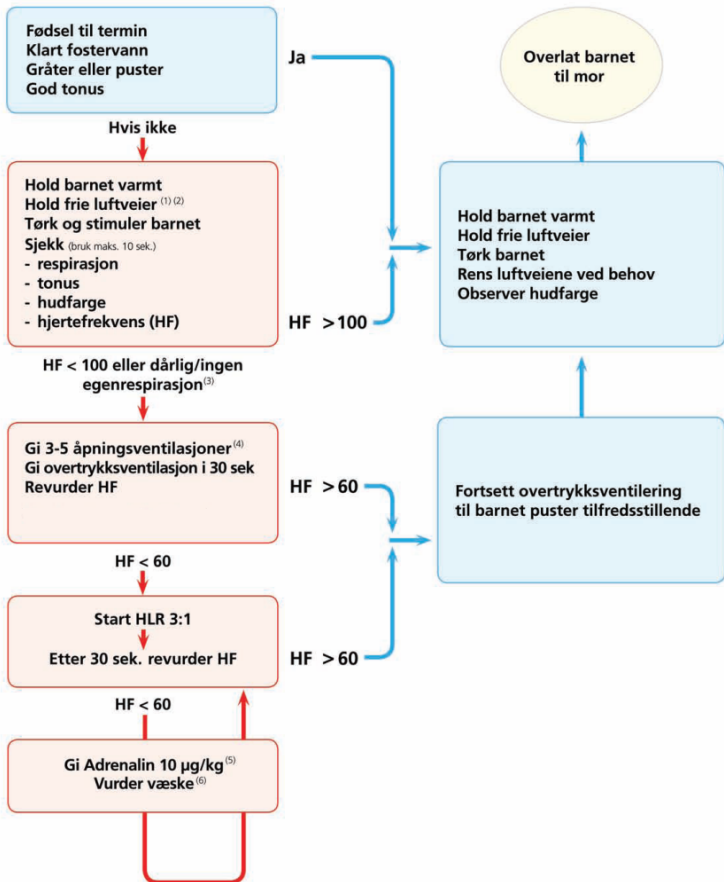 Fødsel til termin
Klart fostervann
Gråter eller puster
God tonus
Ja
Overlat barnet
til mor
Hvis ikke
Hold barnet varmt
Hold frie luftveier (1) (2)
Tørk og stimuler barnet
Sjekk (bruk maks. 10 sek.)
- respirasjon
- tonus
- hudfarge
- hjertefrekvens (HF)
HF >100
Hold barnet varmt
Hold frie luftveier
Tørk barnet
Rens luftveiene ved behov
Observer hudfarge
HF < 100 eller dårlig/ingen
egenrespirasjon (3)
Gi 3-5 åpningsventilasjoner (4)
Gi overtrykksventilasjon i 30 sek
Revurder HF
HF >60
Fortsett overtrykksventilering
til barnet puster tilfredsstillende
HF < 60
Start HLR 3:1
Etter 30 sek. revurder HF
HF >60
HF < 60
Gi Adrenalin 10 µg/kg (5)
Vurder væske (6)